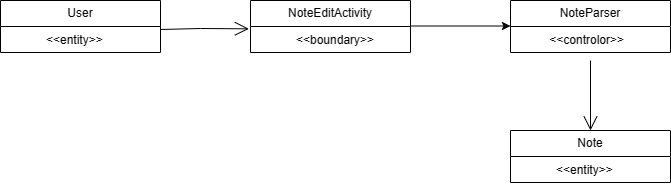 User
<<entity>>
NoteEditActivity
<<boundary>>
NoteParser
<<controlor>>
Note
<<entity>>